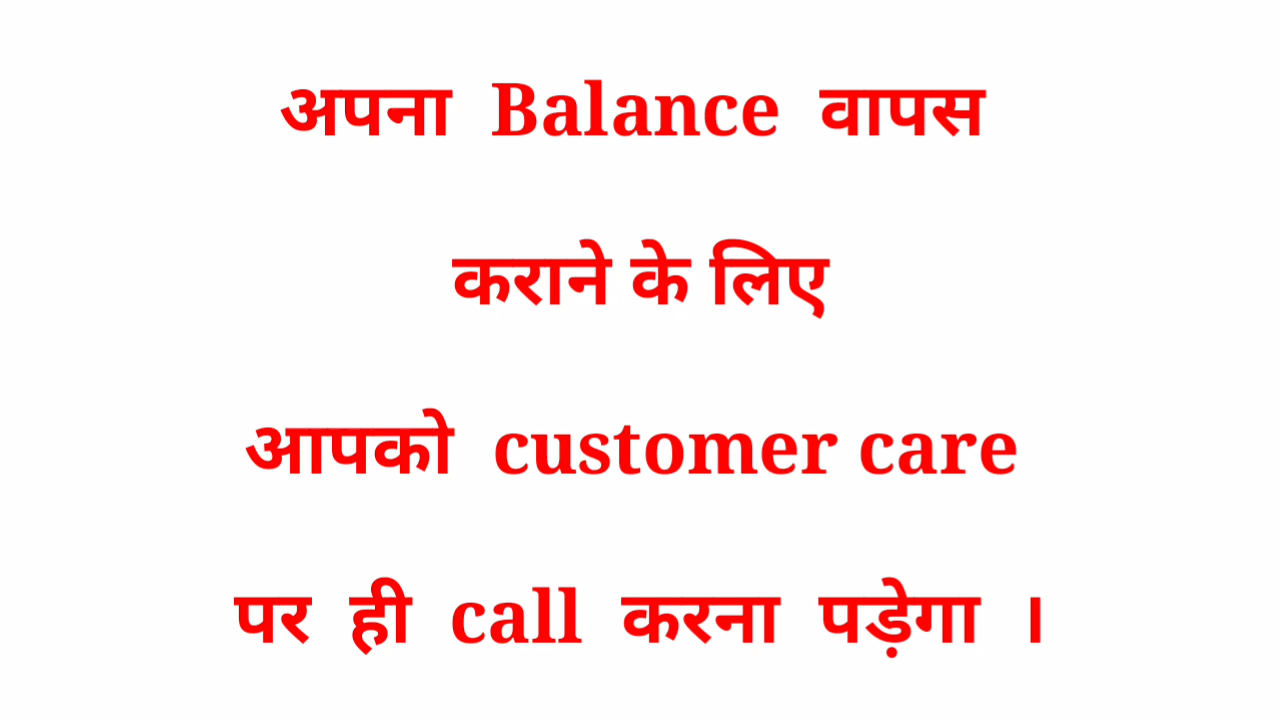 अपना Balance वापस
कराने के लिए
आपको customer care
पर ही call करना पड़ेगा ।